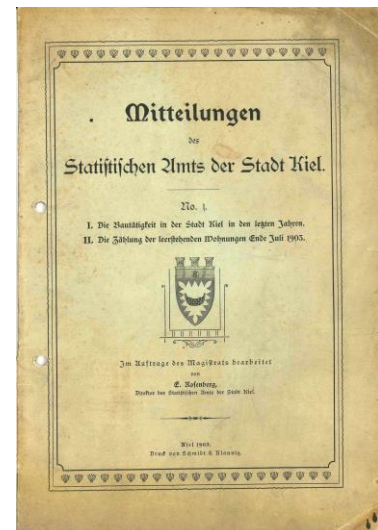 Mitteilungen
des
Statistischen Amts der Stadt Kiel.
No. 1.
I. Die Bautätigkeit in der Stadt Kiel in den letzten Jahren.
II. Die Zählung der leerstehenden Wohnungen Ende Juli 1905.
Im Auftrage des Magistrats bearbeitet
von
E. Rosenberg,
Direktor des Statistischen Amts der Stadt Kiel.
Kiel 1905.
Druck von Schmidt & Klaunig.